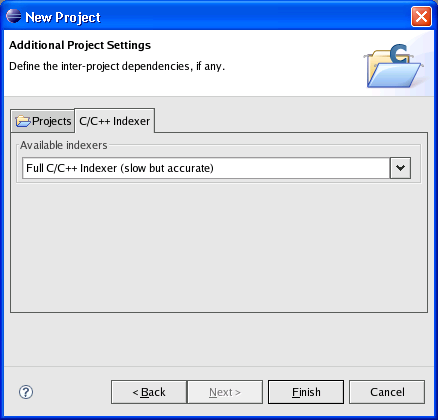 New Project
Additional Project Settings
Define the inter-project dependencies, if any.
C
Projects
C/C++ Indexer
Available indexers
Full C/C++ Indexer (slow but accurate)
?
< Back
Next >
Finish
Cancel